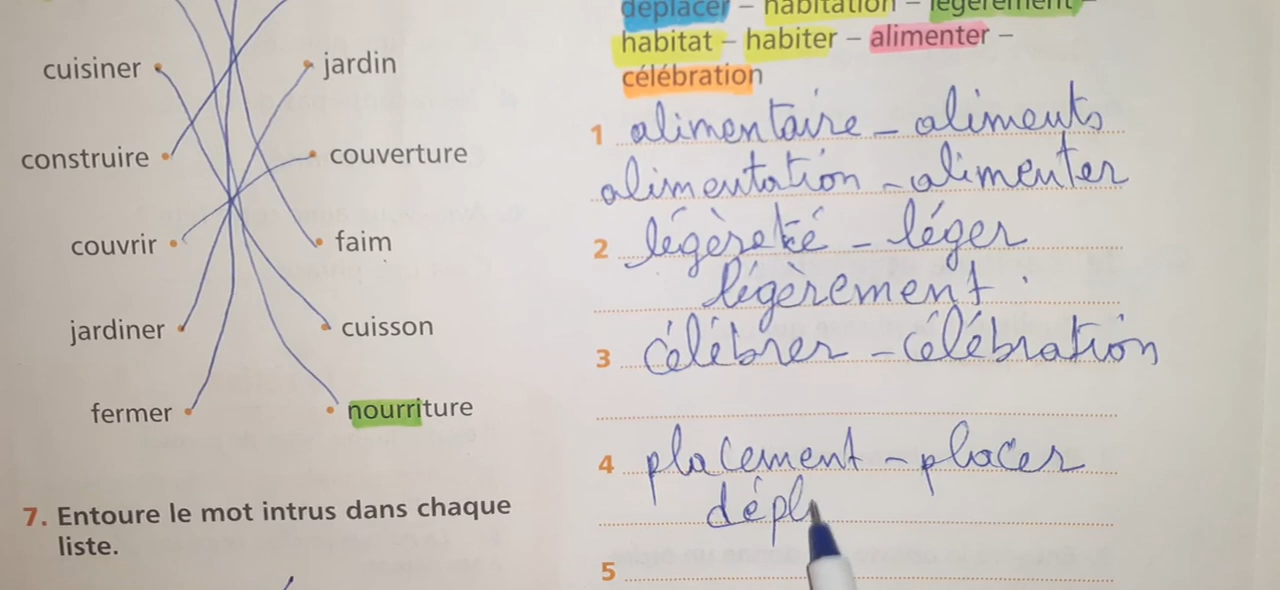 cuisiner
jardin
construire
couverture
couvrir
faim
jardiner
cuisson
fermer
nourriture
7. Entoure le mot intrus dans chaque
liste.
déplacer – habitation – légèrement –
habitat – habiter – alimenter –
célébration
1 alimentaire – aliments
alimentation – alimenter
2 légèreté – léger
légèrement .
3 célébrer – célébration
4 placement – placer
dépl
5